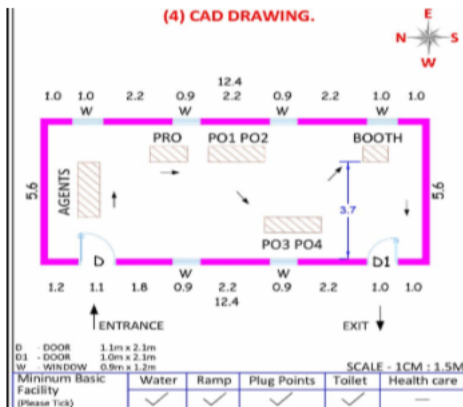 (4) CAD DRAWING.
E
N S
W
12.4
1.0 1.0 2.2 0.9 2.2 0.9 2.2 1.0 1.0
W W W W
PRO PO1 PO2 BOOTH
5.6 AGENTS 5.6
3.7
PO3 PO4
D D1
W W
1.2 1.1 1.8 0.9 2.2 0.9 2.2 1.0 1.0
12.4
ENTRANCE EXIT
D - DOOR 1.1m x 2.1m
D1 - DOOR 1.0m x 2.1m
W - WINDOW 0.9m x 1.2m SCALE - 1CM : 1.5M
Mininum Basic Facility (Please Tick) Water Ramp Plug Points Toilet Health care
✓ ✓ ✓ ✓ —